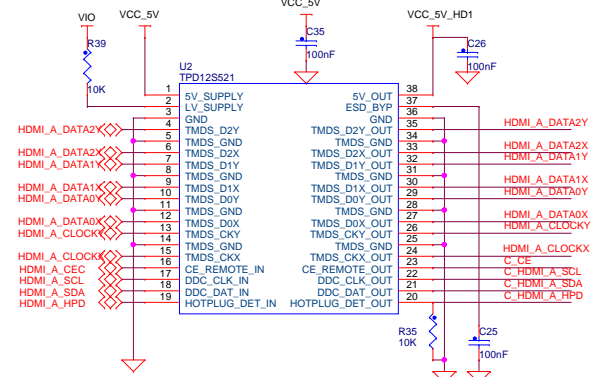 VCC_5V
VIO
VCC_5V
VCC_5V_HD1
R39
C35
C26
100nF
100nF
10K
U2
TPD12S521
1 5V_SUPPLY 5V_OUT 38
2 LV_SUPPLY ESD_BYP 37
3 GND GND 36
HDMI_A_DATA2Y 4 TMDS_D2Y TMDS_D2Y_OUT 35 HDMI_A_DATA2Y
5 TMDS_GND TMDS_GND 34
HDMI_A_DATA2X 6 TMDS_D2X TMDS_D2X_OUT 33 HDMI_A_DATA2X
HDMI_A_DATA1Y 7 TMDS_D1Y TMDS_D1Y_OUT 32 HDMI_A_DATA1Y
8 TMDS_GND TMDS_GND 31
HDMI_A_DATA1X 9 TMDS_D1X TMDS_D1X_OUT 30 HDMI_A_DATA1X
HDMI_A_DATA0Y 10 TMDS_D0Y TMDS_D0Y_OUT 29 HDMI_A_DATA0Y
11 TMDS_GND TMDS_GND 28
HDMI_A_DATA0X 12 TMDS_D0X TMDS_D0X_OUT 27 HDMI_A_DATA0X
HDMI_A_CLOCKY 13 TMDS_CKY TMDS_CKY_OUT 26 HDMI_A_CLOCKY
14 TMDS_GND TMDS_GND 25
HDMI_A_CLOCKX 15 TMDS_CKX TMDS_CKX_OUT 24 HDMI_A_CLOCKX
HDMI_A_CEC 16 CE_REMOTE_IN CE_REMOTE_OUT 23 C_CE
HDMI_A_SCL 17 DDC_CLK_IN DDC_CLK_OUT 22 C_HDMI_A_SCL
HDMI_A_SDA 18 DDC_DAT_IN DDC_DAT_OUT 21 C_HDMI_A_SDA
HDMI_A_HPD 19 HOTPLUG_DET_IN HOTPLUG_DET_OUT 20 C_HDMI_A_HPD
R35
10K
C25
100nF